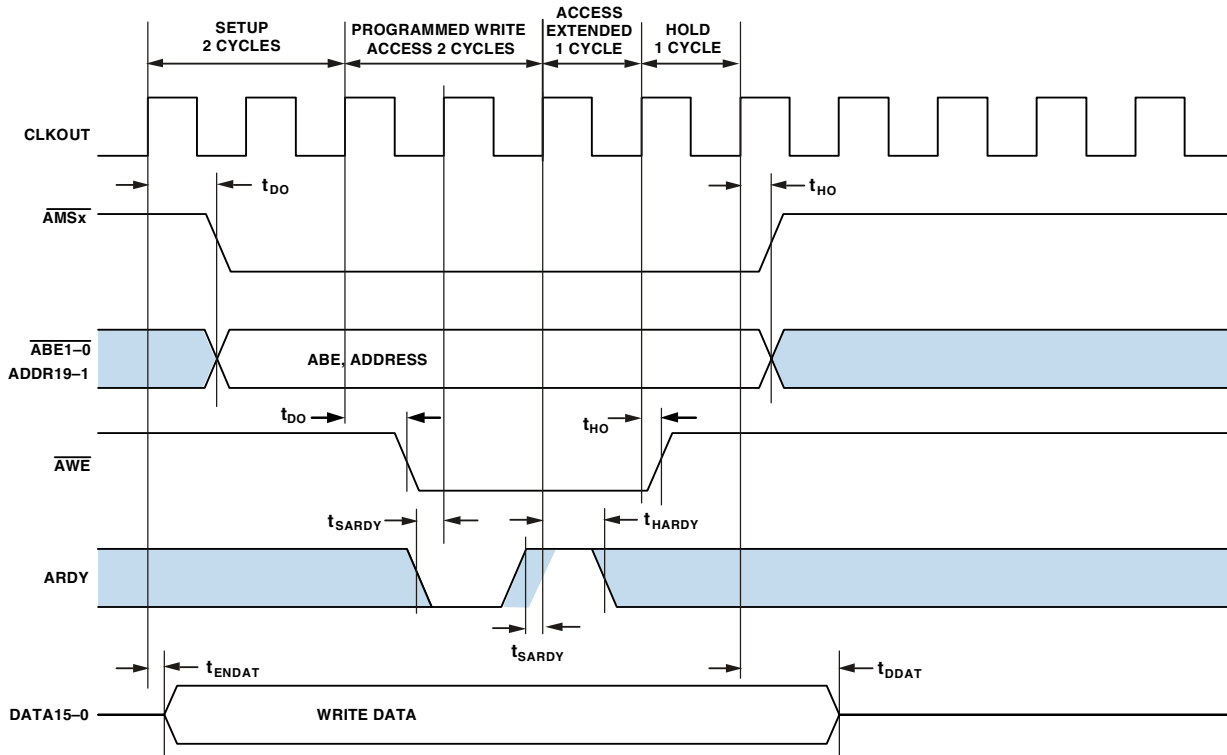 SETUP
2 CYCLES
PROGRAMMED WRITE
ACCESS 2 CYCLES
ACCESS
EXTENDED
1 CYCLE
HOLD
1 CYCLE
CLKOUT
tDO
tHO
AMSx
ABE1–0
ADDR19–1
ABE, ADDRESS
tDO
tHO
AWE
tSARDY
tHARDY
ARDY
tSARDY
tENDAT
tDDAT
DATA15–0
WRITE DATA